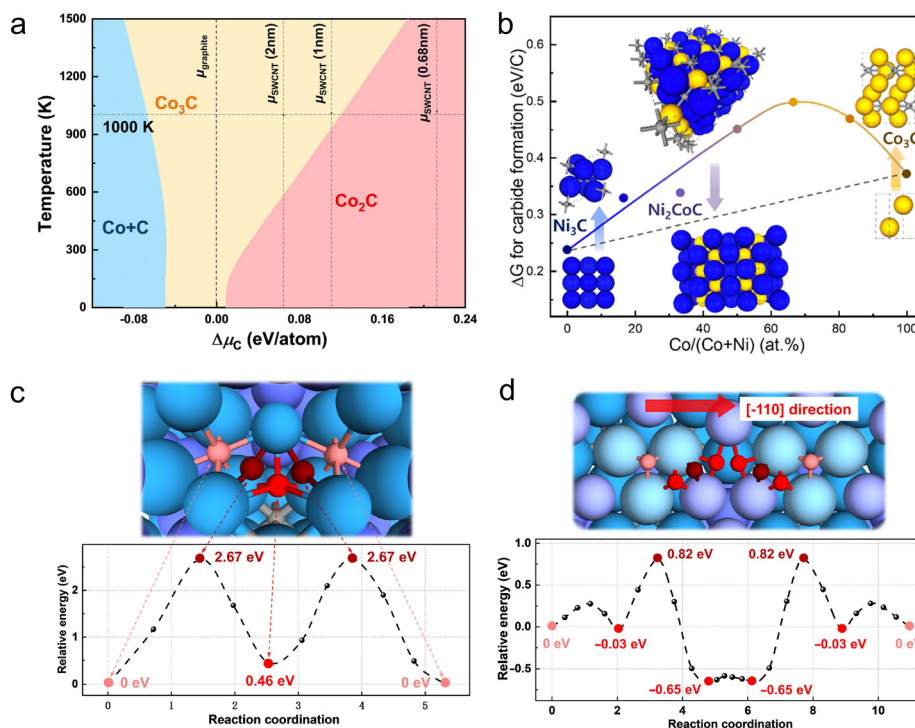 a
Temperature (K)
1500
1200
900
600
300
0
μgraphite
μSWCNT (2nm)
μSWCNT (1nm)
μSWCNT (0.68nm)
Co3C
1000 K
Co2C
Co+C
-0.08
0.00
0.08
0.16
0.24
ΔμC (eV/atom)
b
ΔG for carbide formation (eV/C)
0.6
0.5
0.4
0.3
0.2
Co3C
Ni2CoC
Ni3C
0
20
40
60
80
100
Co/(Co+Ni) (at.%)
c
Relative energy (eV)
2
1
0
2.67 eV
2.67 eV
0 eV
0.46 eV
0 eV
0
1
2
3
4
5
Reaction coordination
d
[-110] direction
Relative energy (eV)
1.0
0.5
0.0
−0.5
0.82 eV
0.82 eV
0 eV
−0.03 eV
−0.03 eV
0 eV
−0.65 eV
−0.65 eV
0
2
4
6
8
10
Reaction coordination